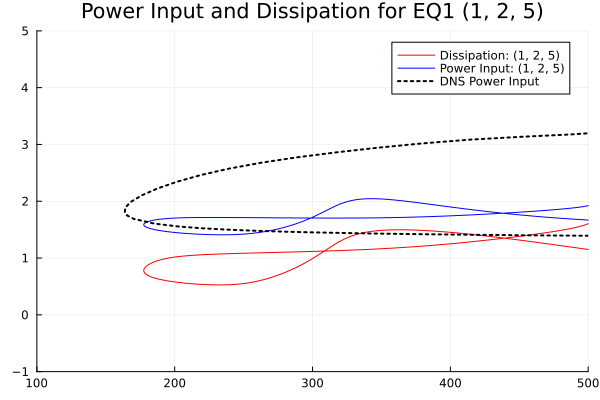 Power Input and Dissipation for EQ1 (1, 2, 5)
Dissipation: (1, 2, 5)
Power Input: (1, 2, 5)
DNS Power Input
5
4
3
2
1
0
−1
100 200 300 400 500